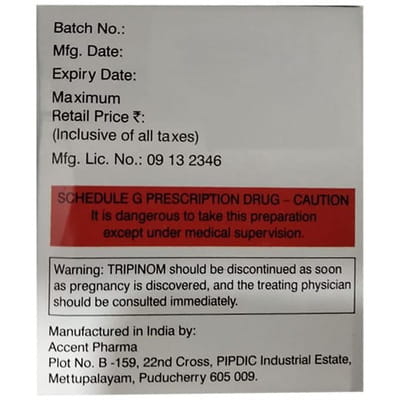 Batch No.:
Mfg. Date:
Expiry Date:
Maximum
Retail Price ₹:
(Inclusive of all taxes)
Mfg. Lic. No.: 09 13 2346
SCHEDULE G PRESCRIPTION DRUG – CAUTION
It is dangerous to take this preparation
except under medical supervision.
Warning: TRIPINOM should be discontinued as soon
as pregnancy is discovered, and the treating physician
should be consulted immediately.
Manufactured in India by:
Accent Pharma
Plot No. B -159, 22nd Cross, PIPDIC Industrial Estate,
Mettupalayam, Puducherry 605 009.